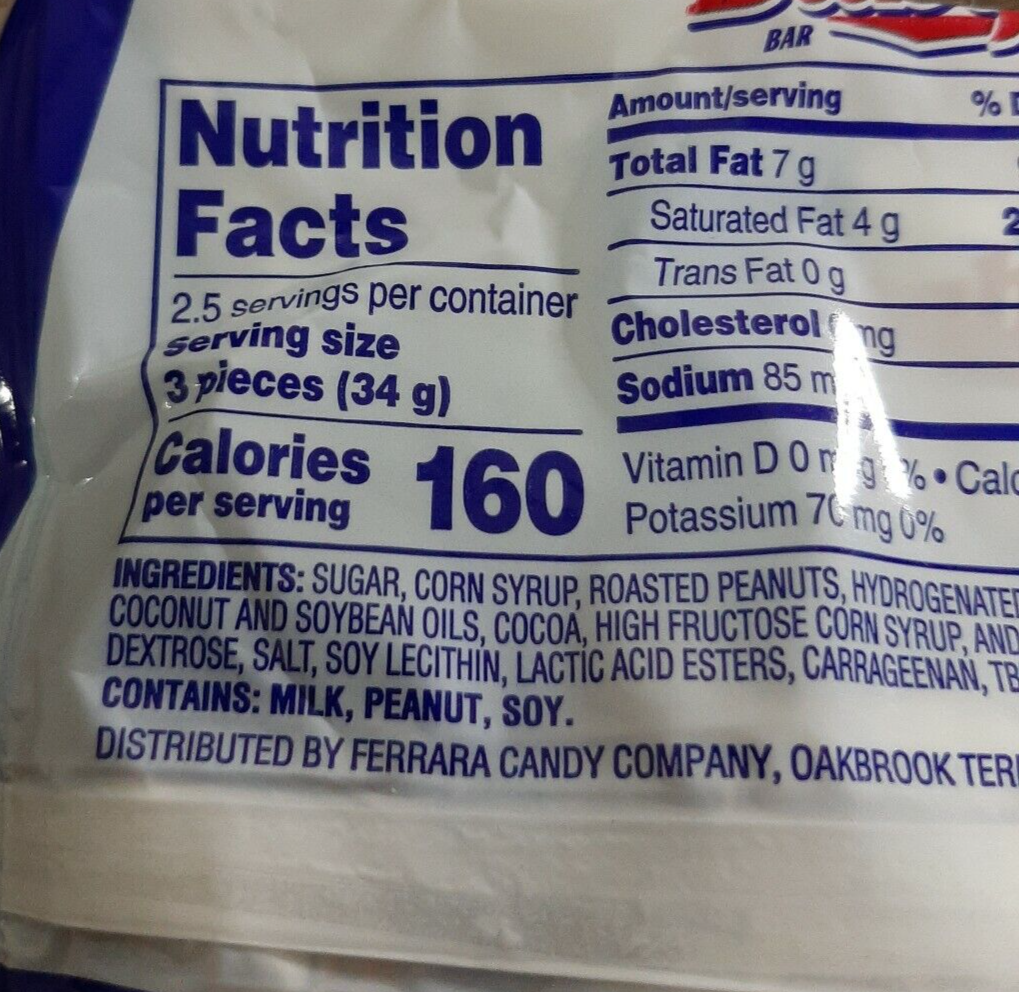 BAR
Nutrition
Facts
2.5 servings per container
serving size
3 pieces (34 g)
Calories
per serving
160
Amount/serving %
Total Fat 7 g
Saturated Fat 4 g
Trans Fat 0 g
Cholesterol mg
Sodium 85
Vitamin D 0 % •
Potassium mg 0%
INGREDIENTS: SUGAR, CORN SYRUP, ROASTED PEANUTS, HYDROGENATED
COCONUT AND SOYBEAN OILS, COCOA, HIGH FRUCTOSE CORN SYRUP, AND
DEXTROSE, SALT, SOY LECITHIN, LACTIC ACID ESTERS, CARRAGEENAN,
CONTAINS: MILK, PEANUT, SOY.
DISTRIBUTED BY FERRARA CANDY COMPANY, OAKBROOK